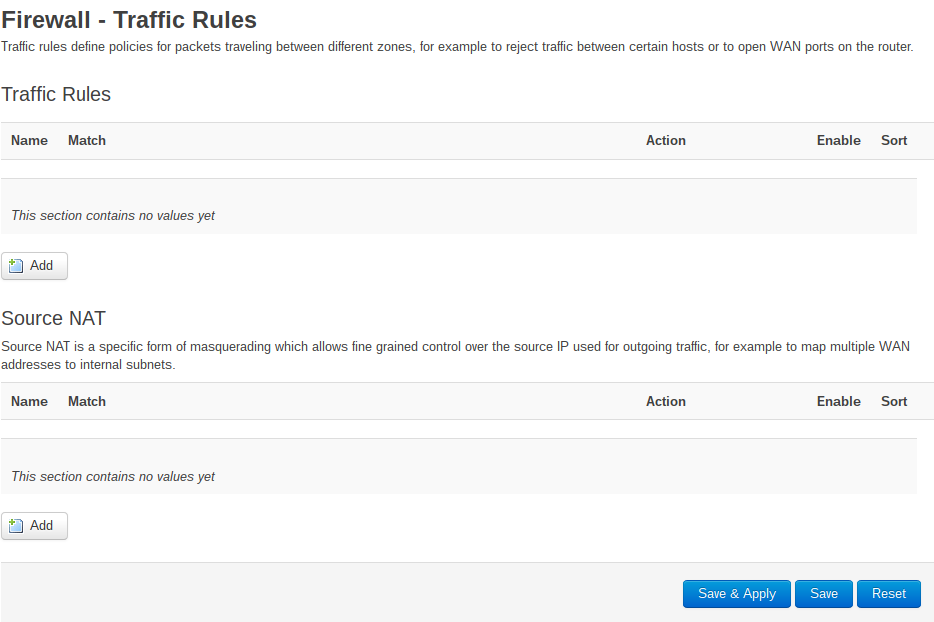 Firewall - Traffic Rules
Traffic rules define policies for packets traveling between different zones, for example to reject traffic between certain hosts or to open WAN ports on the router.
Traffic Rules
Name Match Action Enable Sort
This section contains no values yet
Add
Source NAT
Source NAT is a specific form of masquerading which allows fine grained control over the source IP used for outgoing traffic, for example to map multiple WAN
addresses to internal subnets.
Name Match Action Enable Sort
This section contains no values yet
Add
Save & Apply Save Reset